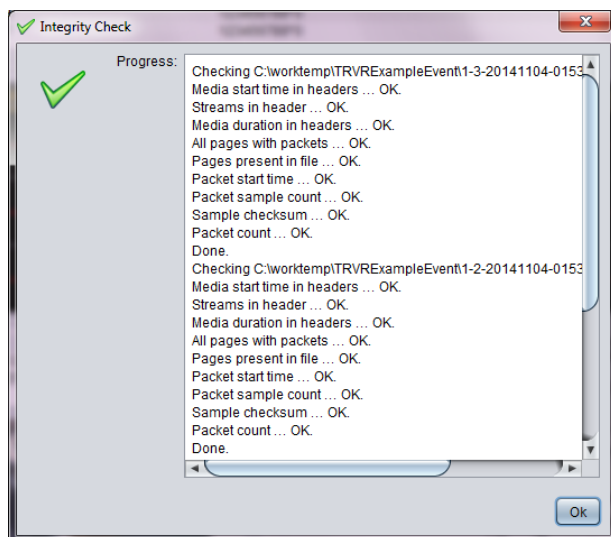 Integrity Check
Progress:
Checking C:\worktemp\TRVRExampleEvent\1-3-20141104-0153
Media start time in headers ... OK.
Streams in header ... OK.
Media duration in headers ... OK.
All pages with packets ... OK.
Pages present in file ... OK.
Packet start time ... OK.
Packet sample count ... OK.
Sample checksum ... OK.
Packet count ... OK.
Done.
Checking C:\worktemp\TRVRExampleEvent\1-2-20141104-0153
Media start time in headers ... OK.
Streams in header ... OK.
Media duration in headers ... OK.
All pages with packets ... OK.
Pages present in file ... OK.
Packet start time ... OK.
Packet sample count ... OK.
Sample checksum ... OK.
Packet count ... OK.
Done.
Ok